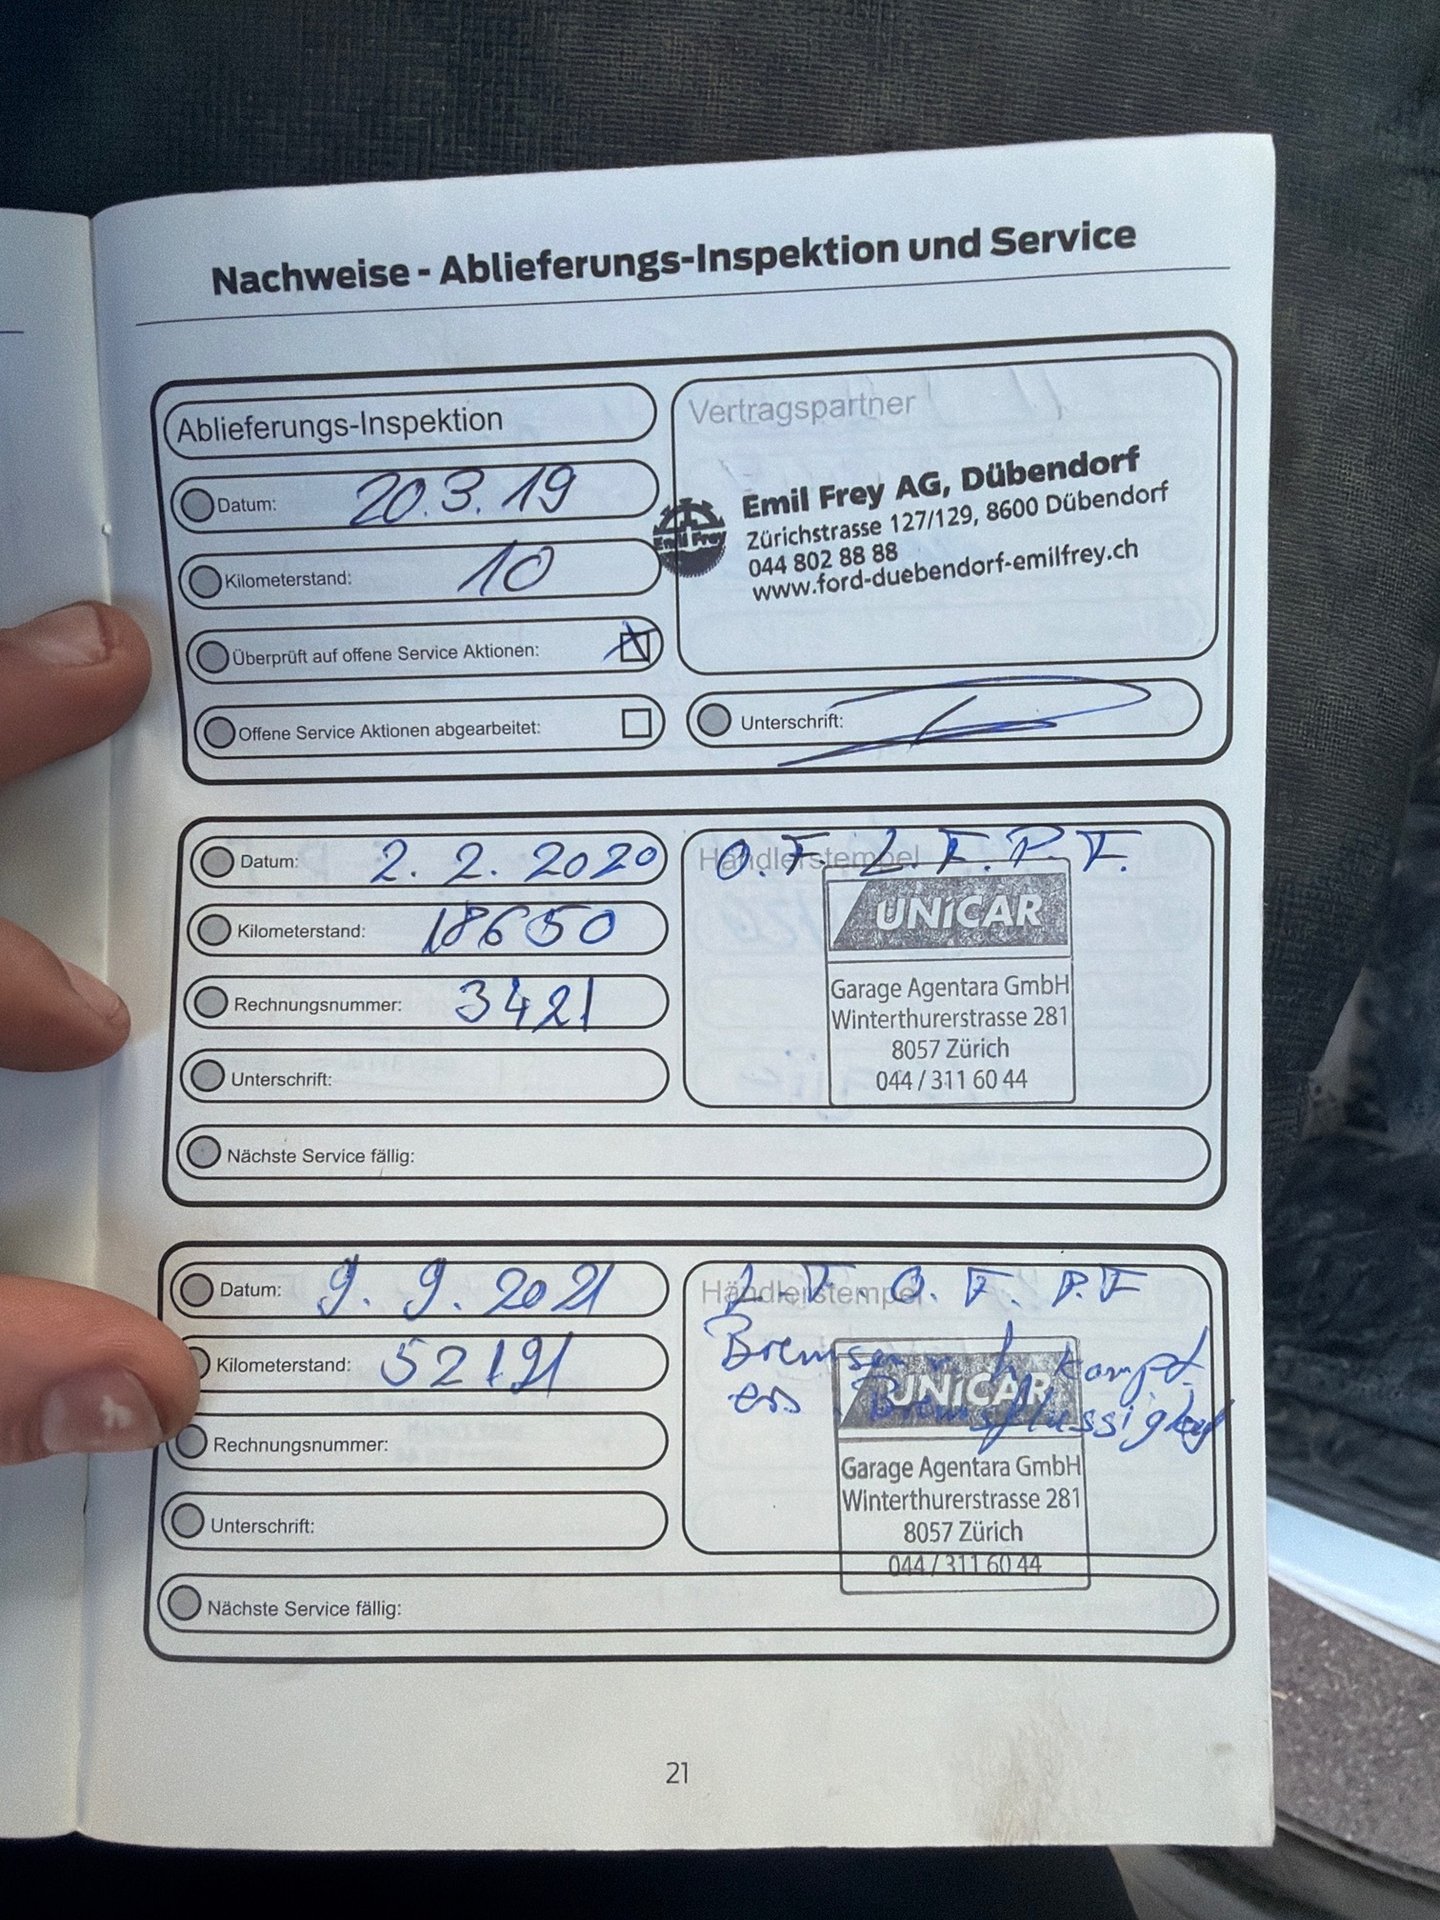 Nachweise - Ablieferungs-Inspektion und Service
Ablieferungs-Inspektion
Datum: 20.3.19
Kilometerstand: 10
Überprüft auf offene Service Aktionen:
Offene Service Aktionen abgearbeitet:
Vertragspartner
Emil Frey
Emil Frey AG, Dübendorf
Zürichstrasse 127/129, 8600 Dübendorf
044 802 88 88
www.ford-duebendorf-emilfrey.ch
Unterschrift:
Datum: 2. 2. 2020
Kilometerstand: 18650
Rechnungsnummer: 3421
Unterschrift:
Nächste Service fällig:
Händlerstempel
O.F. L.F. P.F.
UNiCAR
Garage Agentara GmbH
Winterthurerstrasse 281
8057 Zürich
044 / 311 60 44
Datum: 9. 9. 2021
Kilometerstand: 52191
Rechnungsnummer:
Unterschrift:
Nächste Service fällig:
Händlerstempel
L.F. O.F. P.F
Bremsen
UNiCAR
Garage Agentara GmbH
Winterthurerstrasse 281
8057 Zürich
044 / 311 60 44
21